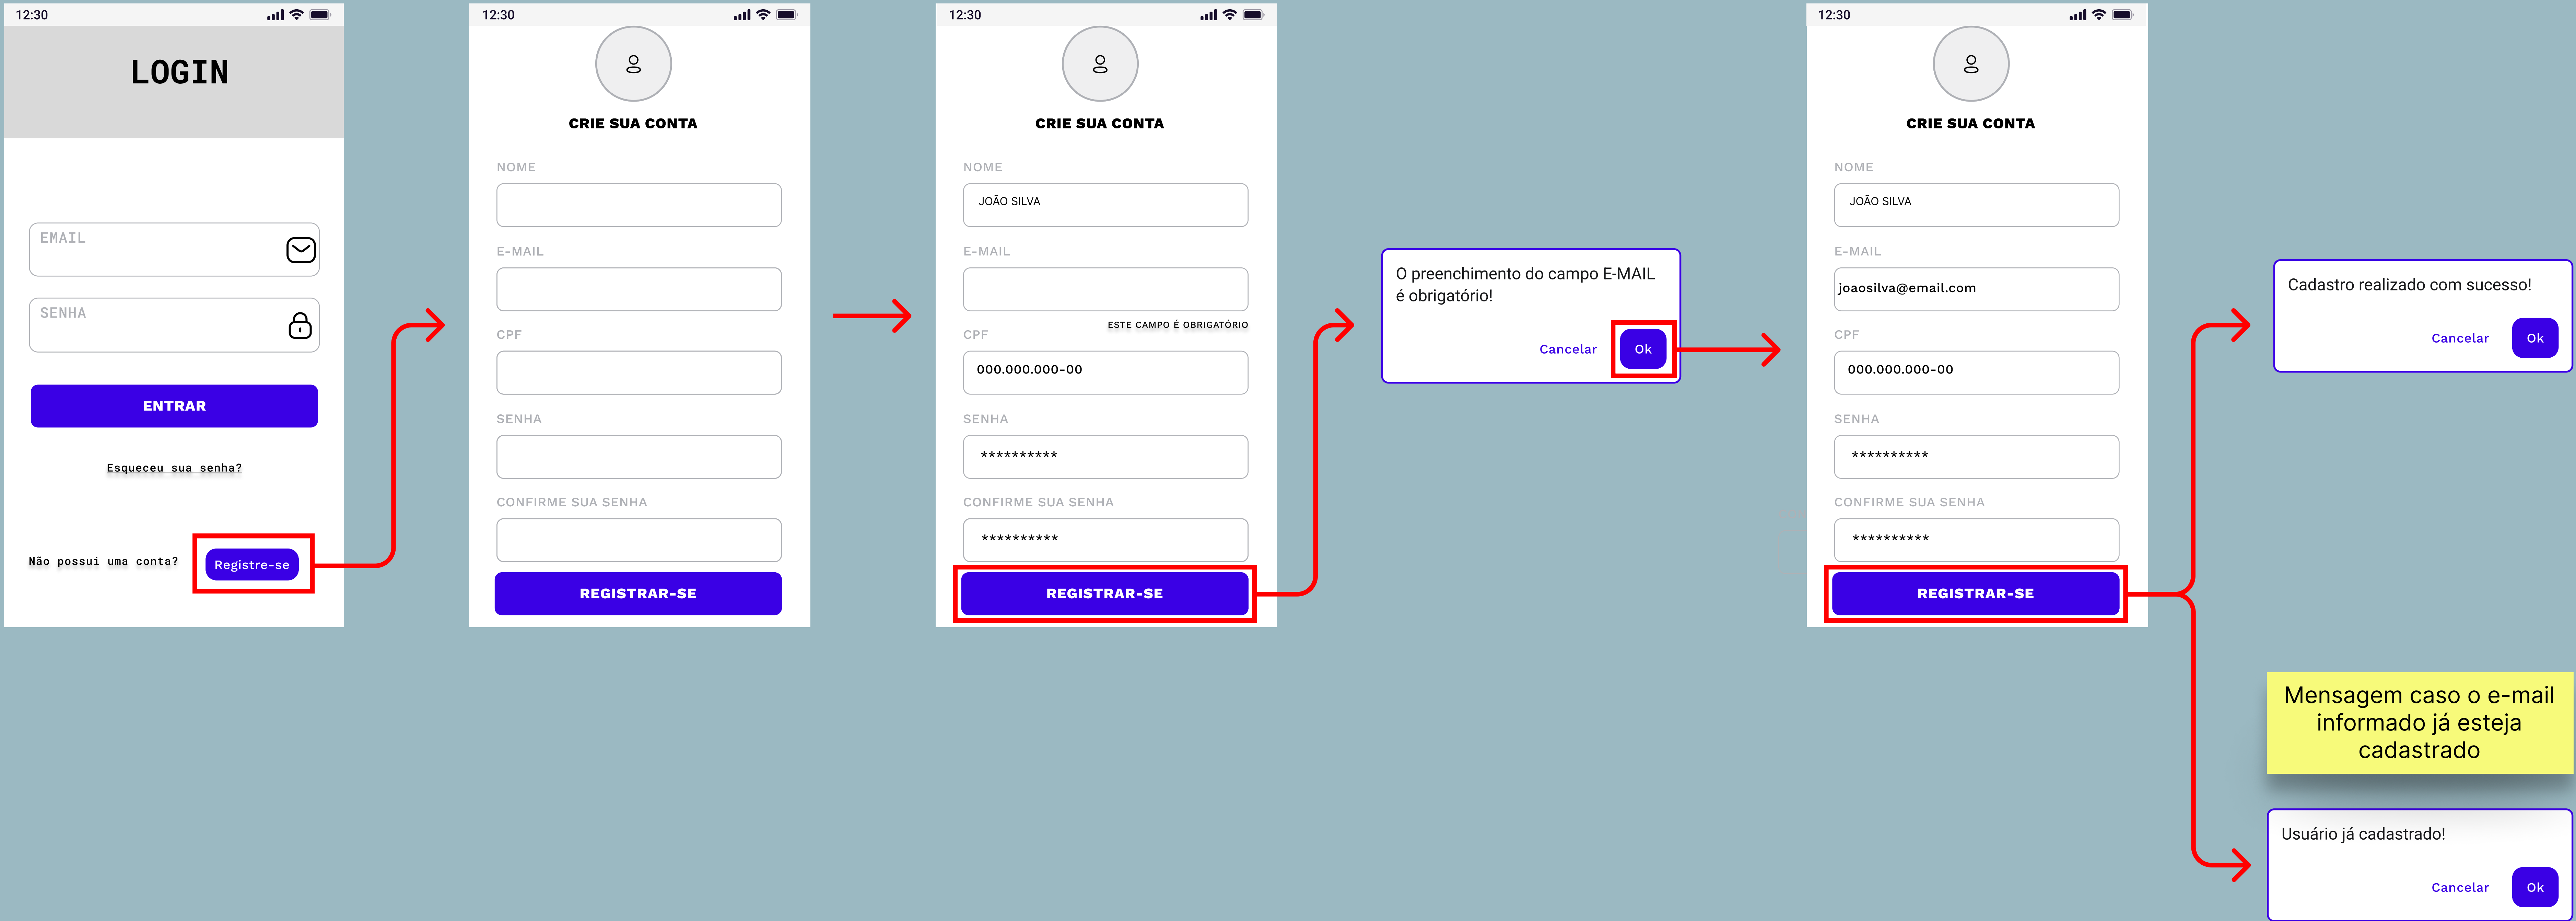 12:30
LOGIN
EMAIL
SENHA
ENTRAR
Esqueceu sua senha?
Não possui uma conta?
Registre-se
12:30
CRIE SUA CONTA
NOME
E-MAIL
CPF
SENHA
CONFIRME SUA SENHA
REGISTRAR-SE
12:30
CRIE SUA CONTA
NOME
JOÃO SILVA
E-MAIL
ESTE CAMPO É OBRIGATÓRIO
CPF
000.000.000-00
SENHA
**********
CONFIRME SUA SENHA
**********
REGISTRAR-SE
O preenchimento do campo E-MAIL
é obrigatório!
Cancelar
Ok
12:30
CRIE SUA CONTA
NOME
JOÃO SILVA
E-MAIL
joaosilva@email.com
CPF
000.000.000-00
SENHA
**********
CONFIRME SUA SENHA
**********
REGISTRAR-SE
Cadastro realizado com sucesso!
Cancelar
Ok
Mensagem caso o e-mail
informado já esteja
cadastrado
Usuário já cadastrado!
Cancelar
Ok